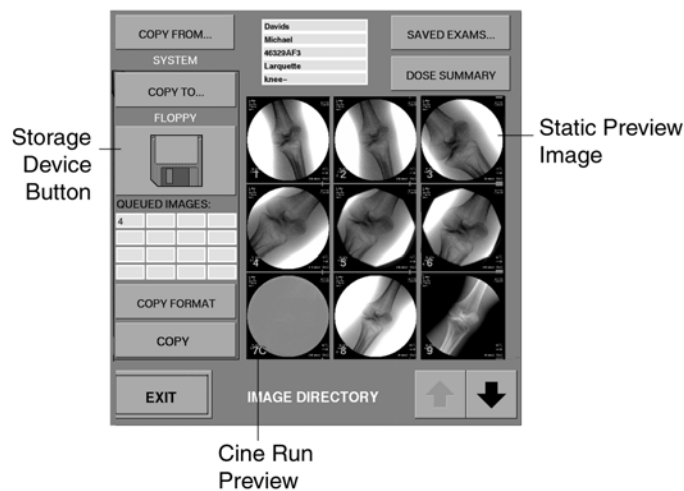 COPY FROM...
SYSTEM
COPY TO...
FLOPPY
Storage
Device
Button
QUEUED IMAGES:
4
COPY FORMAT
COPY
EXIT
Davids
Michael
46329AF3
Larquette
knee--
SAVED EXAMS...
DOSE SUMMARY
Static Preview
Image
1
2
3
4
5
6
7C
8
9
IMAGE DIRECTORY
Cine Run
Preview